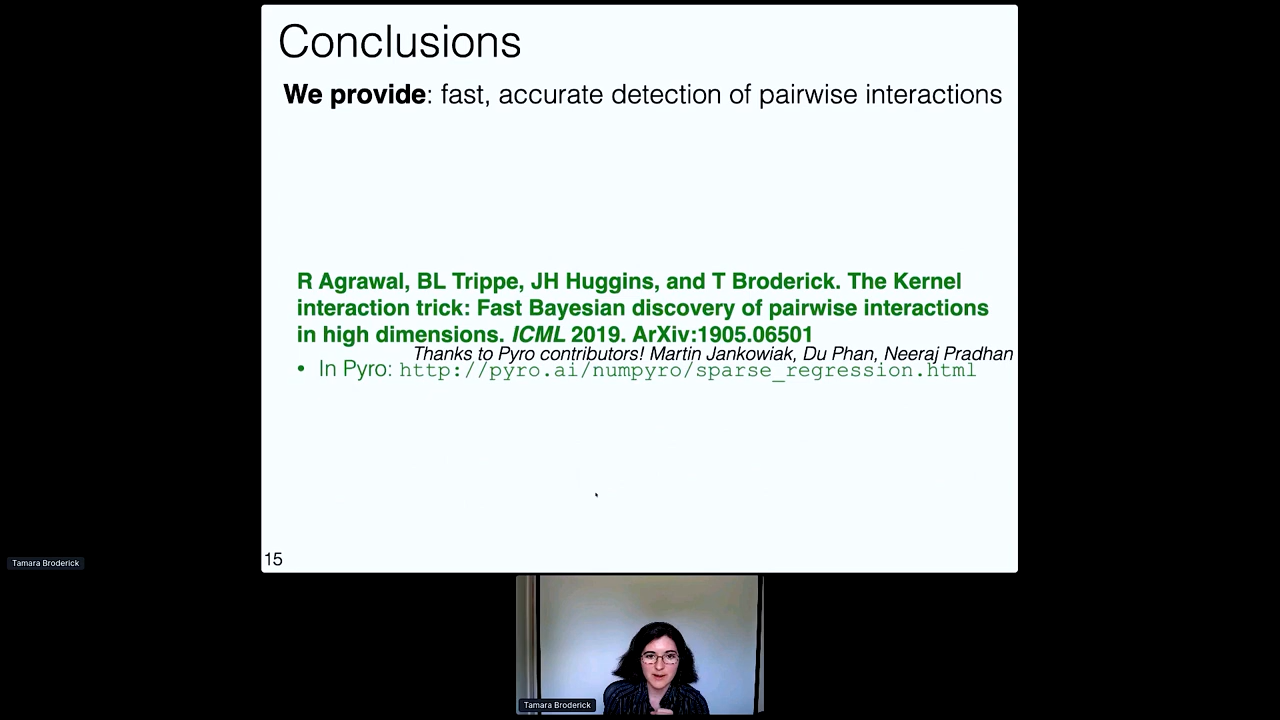 Conclusions
We provide: fast, accurate detection of pairwise interactions
R Agrawal, BL Trippe, JH Huggins, and T Broderick. The Kernel
interaction trick: Fast Bayesian discovery of pairwise interactions
in high dimensions. ICML 2019. ArXiv:1905.06501
Thanks to Pyro contributors! Martin Jankowiak, Du Phan, Neeraj Pradhan
• In Pyro: http://pyro.ai/numpyro/sparse_regression.html
15
Tamara Broderick
Tamara Broderick